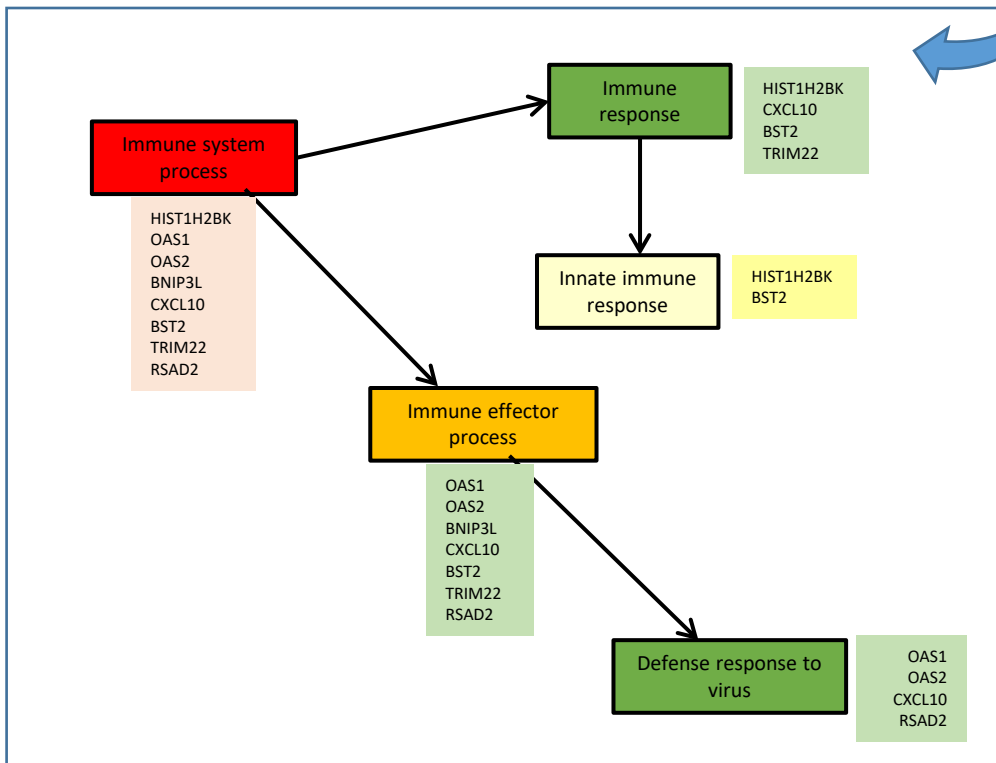 Immune
response
HIST1H2BK
CXCL10
BST2
TRIM22
Immune system
process
HIST1H2BK
OAS1
OAS2
BNIP3L
CXCL10
BST2
TRIM22
RSAD2
Innate immune
response
HIST1H2BK
BST2
Immune effector
process
OAS1
OAS2
BNIP3L
CXCL10
BST2
TRIM22
RSAD2
Defense response to
virus
OAS1
OAS2
CXCL10
RSAD2